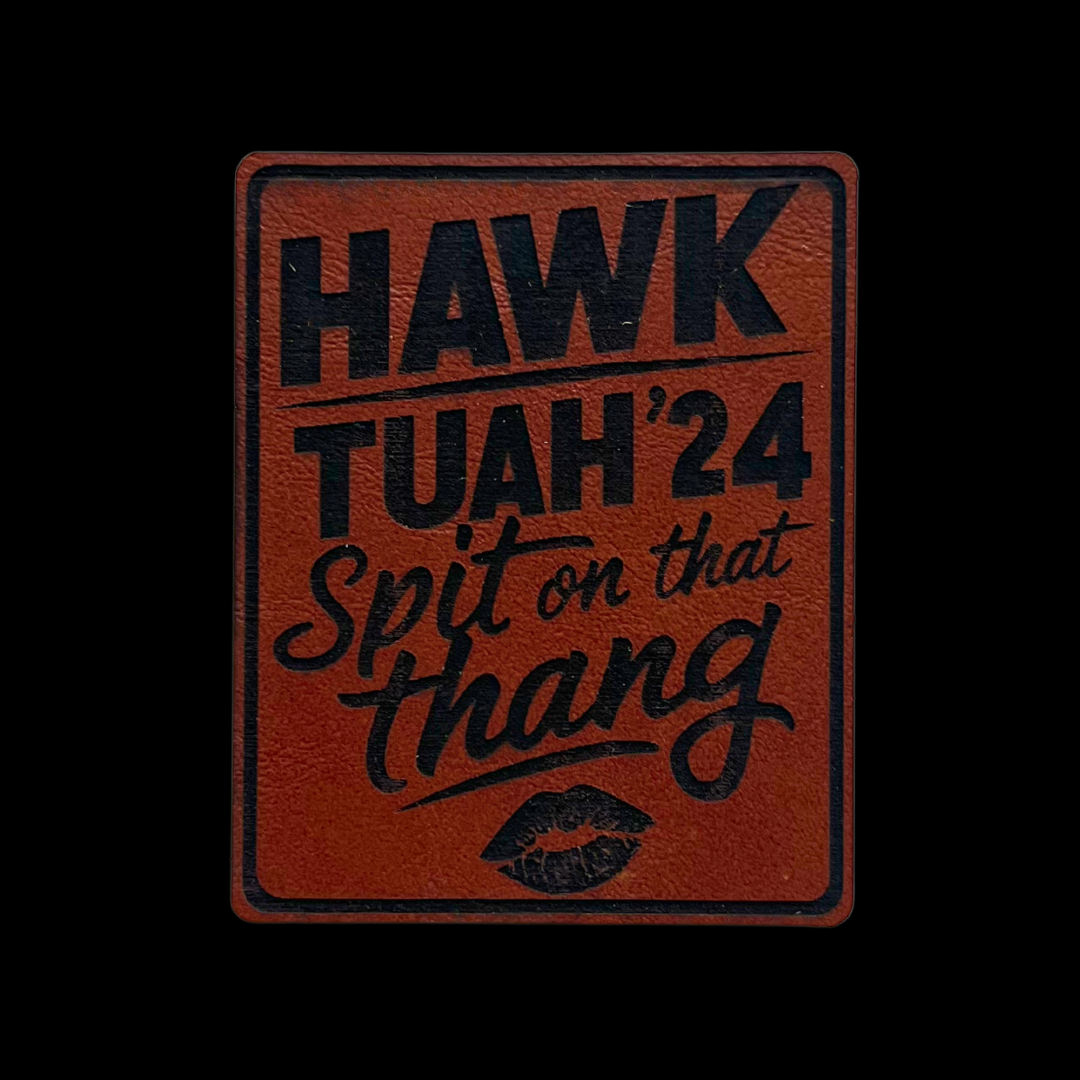 HAWK
TUAH '24
Spit on that
thang